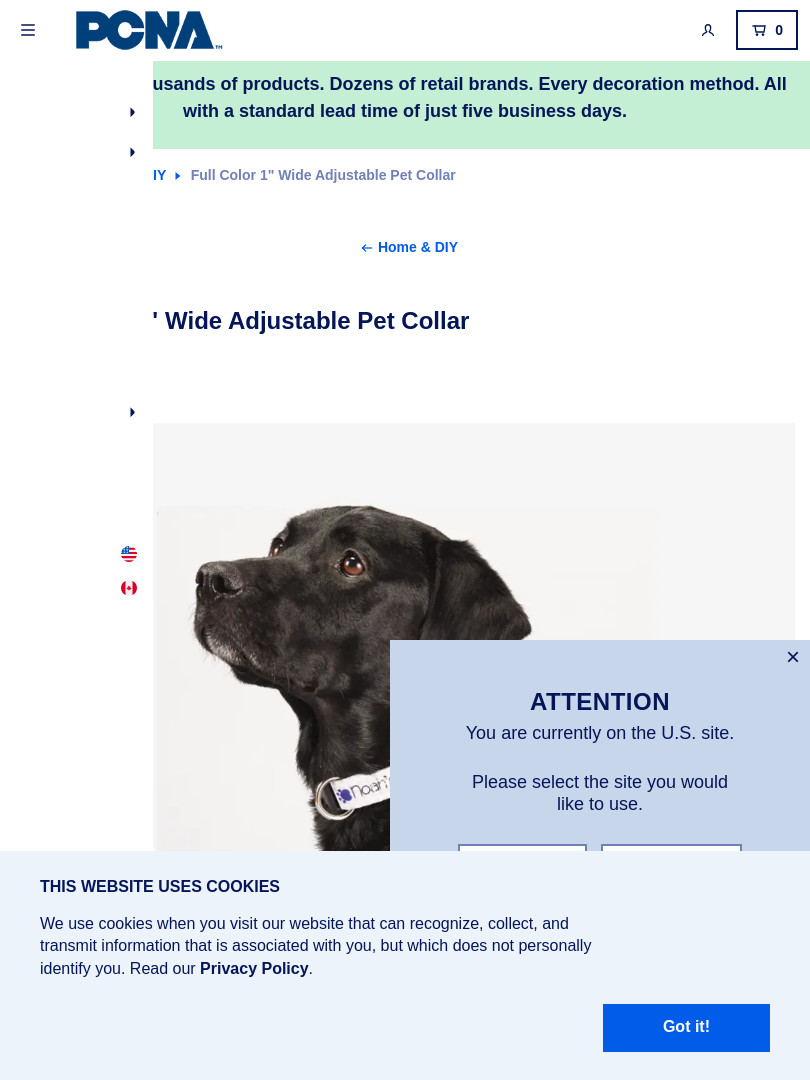 PCNA™
0
usands of products. Dozens of retail brands. Every decoration method. All
with a standard lead time of just five business days.
IY
Full Color 1" Wide Adjustable Pet Collar
Home & DIY
' Wide Adjustable Pet Collar
ATTENTION
You are currently on the U.S. site.
Please select the site you would
like to use.
Noah's
THIS WEBSITE USES COOKIES
We use cookies when you visit our website that can recognize, collect, and
transmit information that is associated with you, but which does not personally
identify you. Read our Privacy Policy.
Got it!